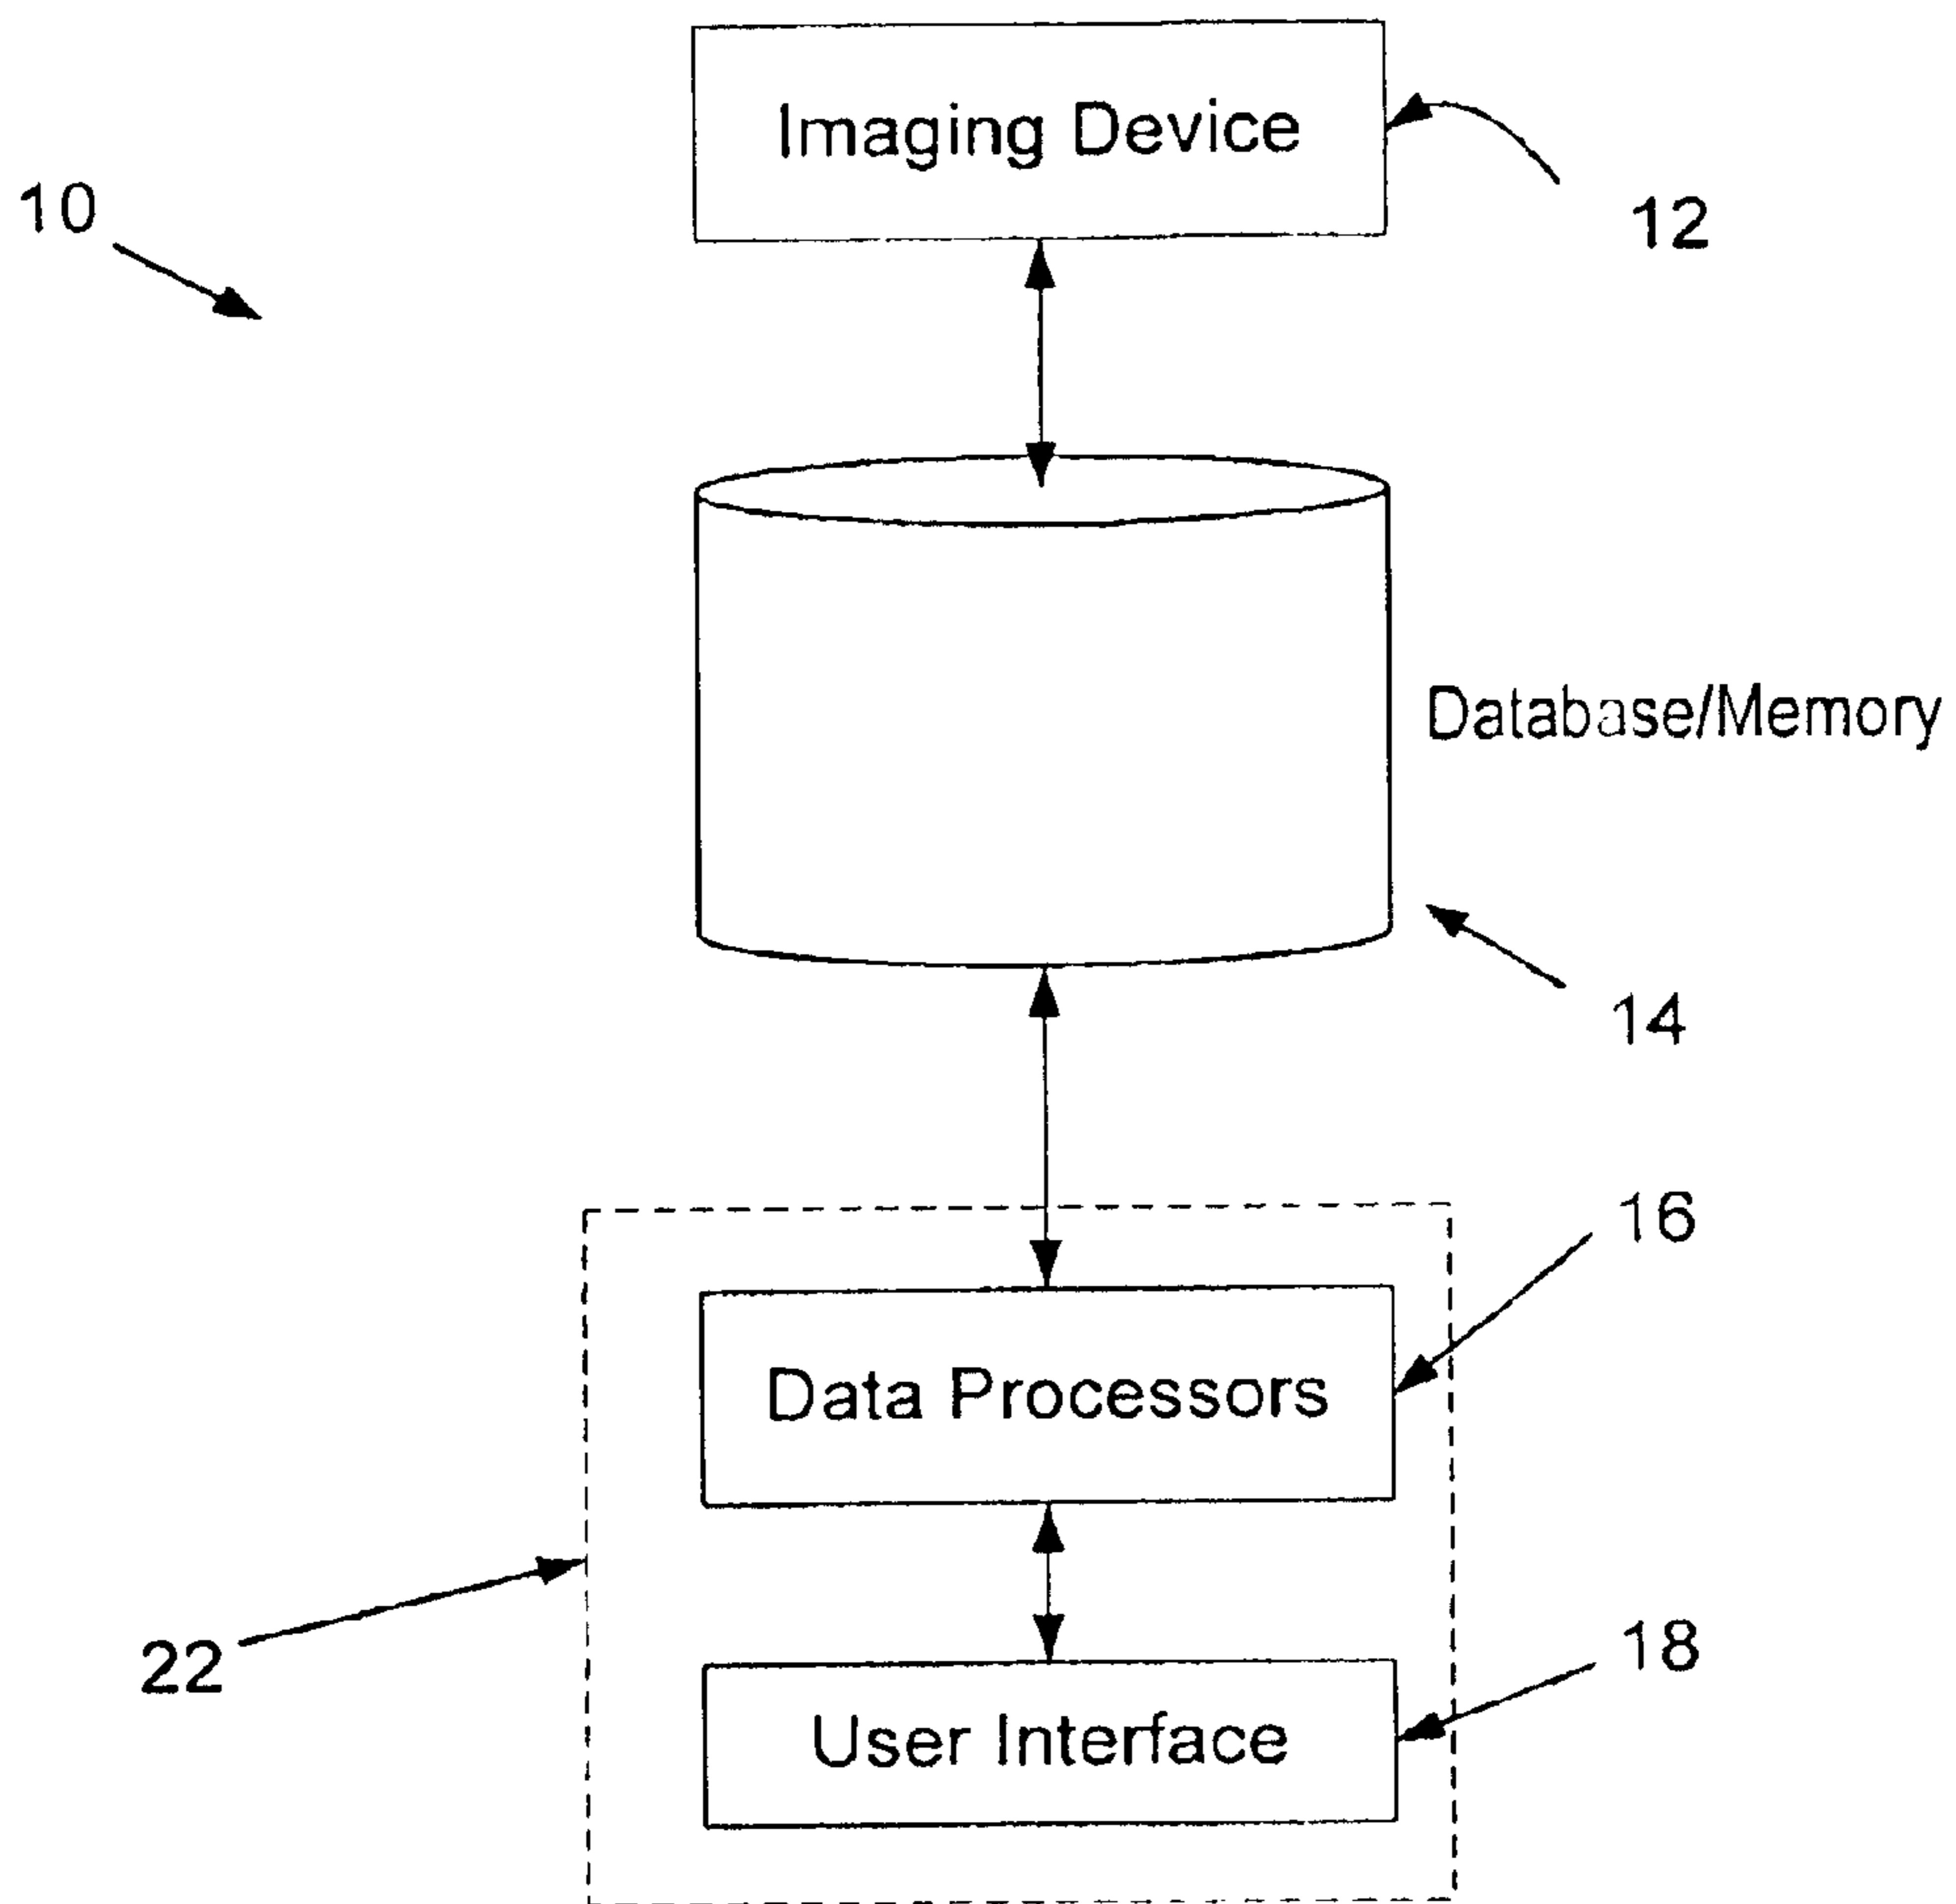 Imaging Device
10
12
Database/Memory
14
16
Data Processors
22
18
User Interface